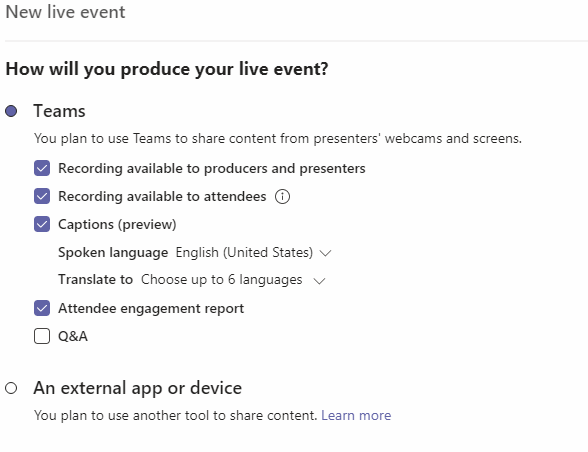 New live event
How will you produce your live event?
Teams
You plan to use Teams to share content from presenters' webcams and screens.
Recording available to producers and presenters
Recording available to attendees
Captions (preview)
Spoken language English (United States)
Translate to Choose up to 6 languages
Attendee engagement report
Q&A
An external app or device
You plan to use another tool to share content. Learn more